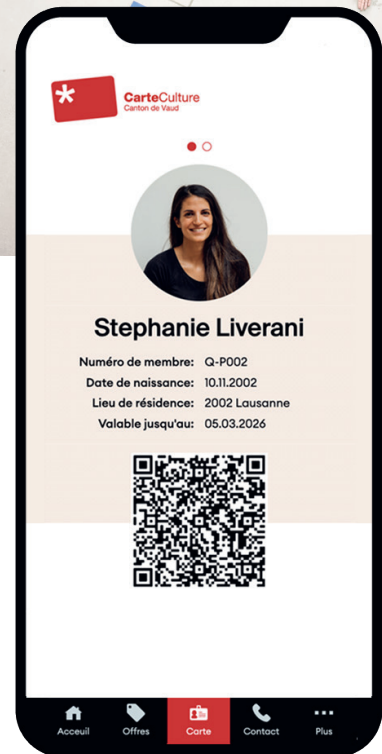 CarteCulture
Canton de Vaud
Stephanie Liverani
Numéro de membre: Q-P002
Date de naissance: 10.11.2002
Lieu de résidence: 2002 Lausanne
Valable jusqu'au: 05.03.2026
Acceuil Offres Carte Contact Plus